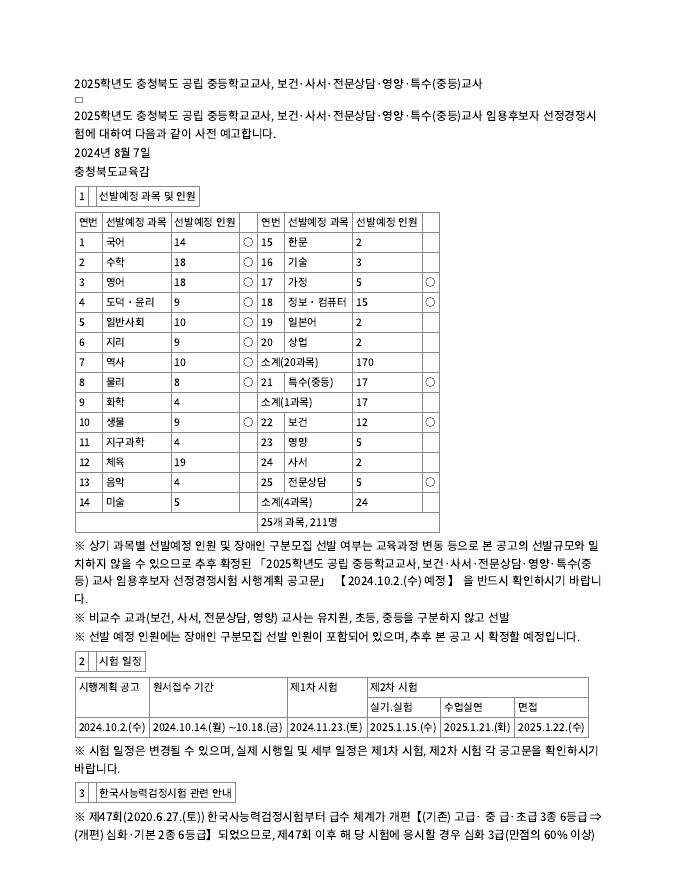 2025학년도 충청북도 공립 중등학교교사, 보건·사서·전문상담·영양·특수(중등)교사
□
2025학년도 충청북도 공립 중등학교교사, 보건·사서·전문상담·영양·특수(중등)교사 임용후보자 선정경쟁시
험에 대하여 다음과 같이 사전 예고합니다.
2024년 8월 7일
충청북도교육감
1 선발예정 과목 및 인원
연번 선발예정 과목 선발예정 인원 연번 선발예정 과목 선발예정 인원
1 국어 14 ○ 15 한문 2
2 수학 18 ○ 16 기술 3
3 영어 18 ○ 17 가정 5 ○
4 도덕·윤리 9 ○ 18 정보·컴퓨터 15 ○
5 일반사회 10 ○ 19 일본어 2
6 지리 9 ○ 20 상업 2
7 역사 10 ○ 소계(20과목) 170
8 물리 8 ○ 21 특수(중등) 17 ○
9 화학 4 소계(1과목) 17
10 생물 9 ○ 22 보건 12 ○
11 지구과학 4 23 영양 5
12 체육 19 24 사서 2
13 음악 4 25 전문상담 5 ○
14 미술 5 소계(4과목) 24
25개 과목, 211명
※ 상기 과목별 선발예정 인원 및 장애인 구분모집 선발 여부는 교육과정 변동 등으로 본 공고의 선발규모와 일
치하지 않을 수 있으므로 추후 확정된 「2025학년도 공립 중등학교교사, 보건·사서·전문상담·영양·특수(중
등) 교사 임용후보자 선정경쟁시험 시행계획 공고문」 【 2024.10.2.(수) 예정 】 을 반드시 확인하시기 바랍니
다.
※ 비교수 교과(보건, 사서, 전문상담, 영양) 교사는 유치원, 초등, 중등을 구분하지 않고 선발
※ 선발 예정 인원에는 장애인 구분모집 선발 인원이 포함되어 있으며, 추후 본 공고 시 확정할 예정입니다.
2 시험 일정
시행계획 공고 원서접수 기간 제1차 시험 제2차 시험
실기.실험 수업실연 면접
2024.10.2.(수) 2024.10.14.(월) ~10.18.(금) 2024.11.23.(토) 2025.1.15.(수) 2025.1.21.(화) 2025.1.22.(수)
※ 시험 일정은 변경될 수 있으며, 실제 시행일 및 세부 일정은 제1차 시험, 제2차 시험 각 공고문을 확인하시기
바랍니다.
3 한국사능력검정시험 관련 안내
※ 제47회(2020.6.27.(토)) 한국사능력검정시험부터 급수 체계가 개편【(기존) 고급· 중 급·초급 3종 6등급 ⇒
(개편) 심화·기본 2종 6등급】되었으므로, 제47회 이후 해 당 시험에 응시할 경우 심화 3급(만점의 60% 이상)